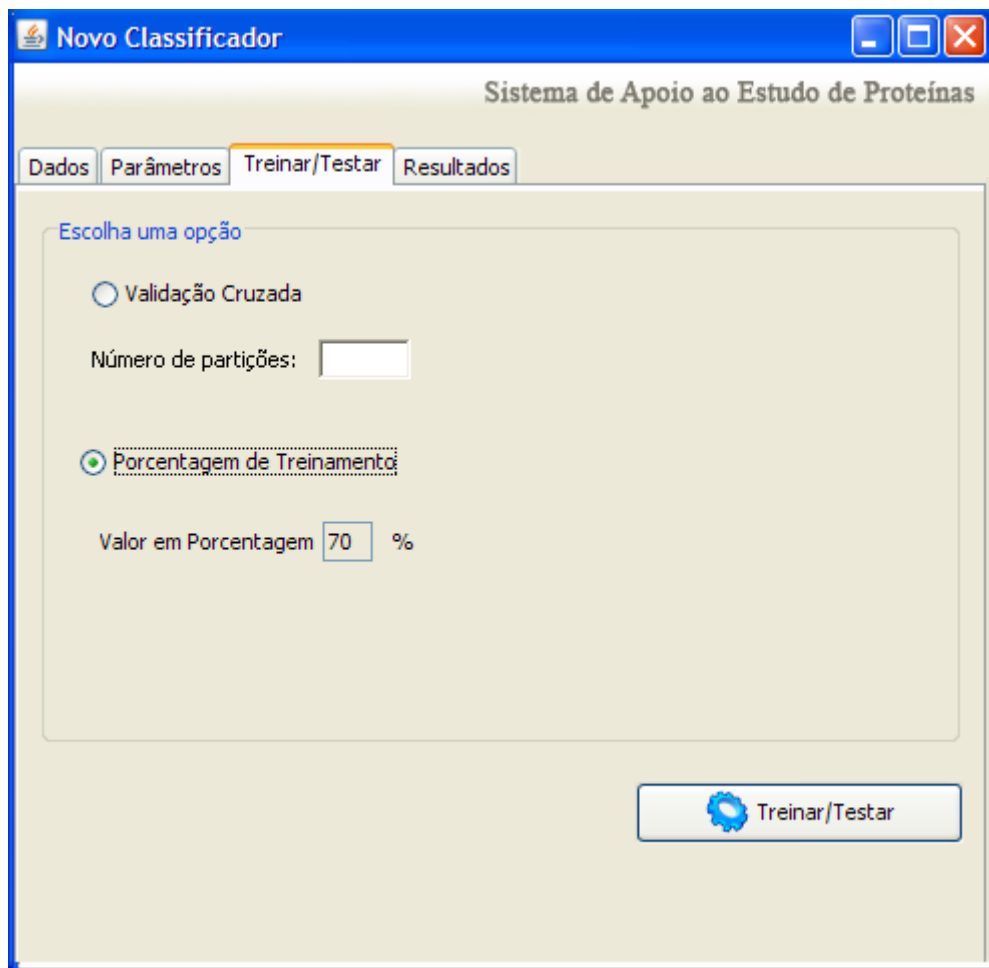 Novo Classificador
Sistema de Apoio ao Estudo de Proteínas
Dados Parâmetros Treinar/Testar Resultados
Escolha uma opção
Validação Cruzada
Número de partições:
Porcentagem de Treinamento
Valor em Porcentagem 70 %
Treinar/Testar